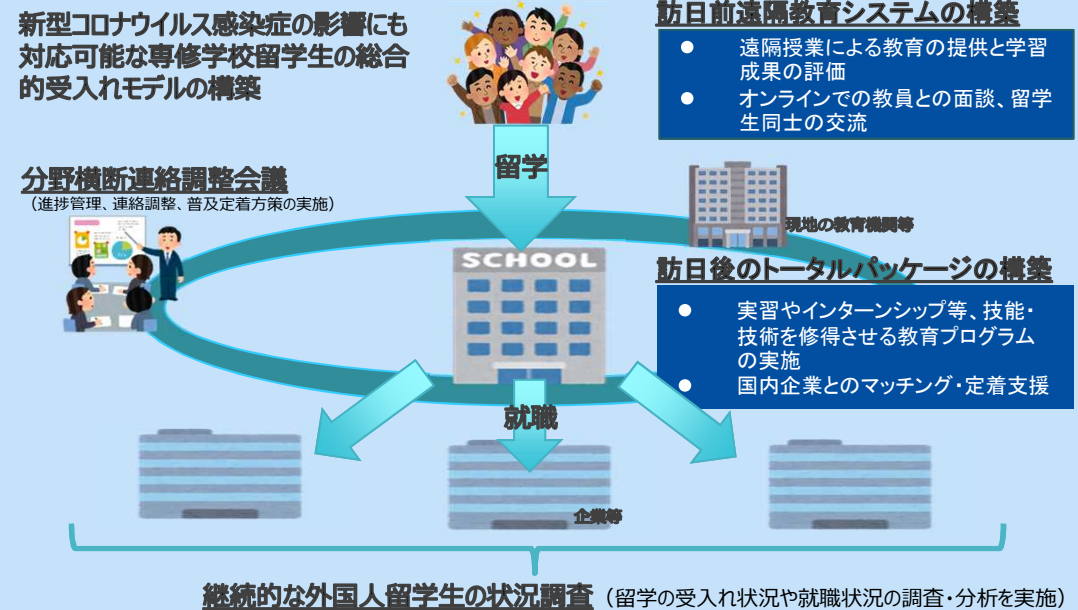 新型コロナウイルス感染症の影響にも
対応可能な専修学校留学生の総合
的受入れモデルの構築
訪日前遠隔教育システムの構築
● 遠隔授業による教育の提供と学習
成果の評価
● オンラインでの教員との面談、留学
生同士の交流
留学
分野横断連絡調整会議
（進捗管理、連絡調整、普及定着方策の実施）
現地の教育機関等
SCHOOL
訪日後のトータルパッケージの構築
● 実習やインターンシップ等、技能・
技術を修得させる教育プログラム
の実施
● 国内企業とのマッチング・定着支援
就職
企業等
継続的な外国人留学生の状況調査（留学の受入れ状況や就職状況の調査・分析を実施）